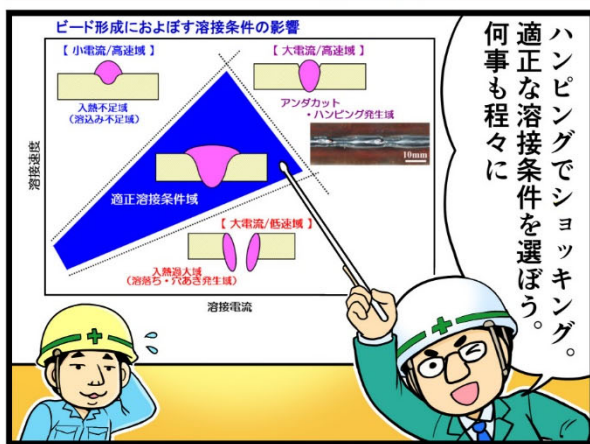 ビード形成におよぼす溶接条件の影響
【 小電流/高速域 】
入熱不足域
(溶込み不足域)
【 大電流/高速域 】
アンダカット
・ハンピング発生域
10mm
溶接速度
適正溶接条件域
【 大電流/低速域 】
入熱過大域
(溶落ち・穴あき発生域)
溶接電流
ハンピングでショッキング。
適正な溶接条件を選ぼう。
何事も程々に